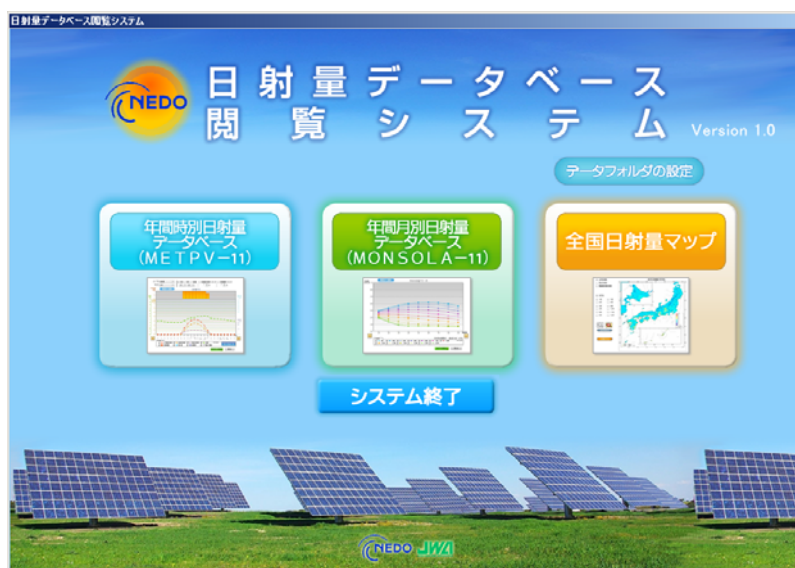 日射量データベース閲覧システム
NEDO
日射量データベース
閲覧システム
Version 1.0
データフォルダの設定
年間時別日射量
データベース
(METPV-11)
年間月別日射量
データベース
(MONSOLA-11)
全国日射量マップ
システム終了
NEDO JWA